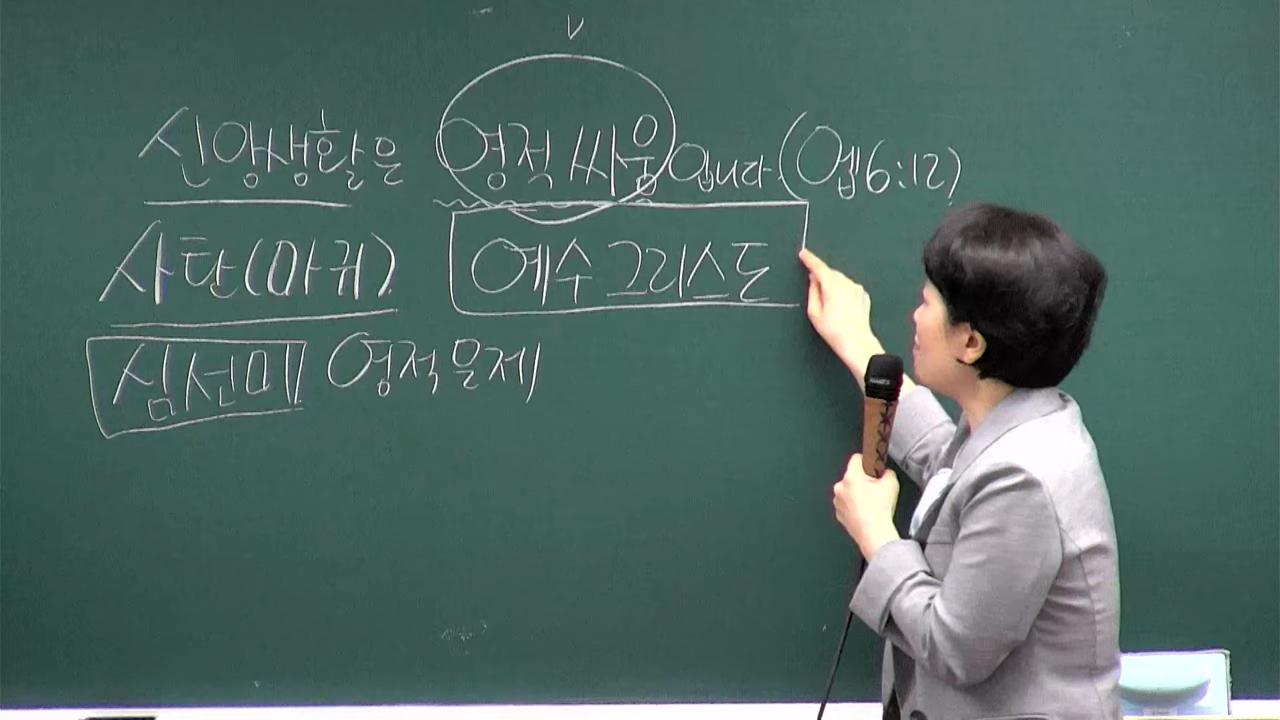 신앙생활은 영적 싸움입니다.(엡6:12)
사탄(마귀). 예수 그리스도
심선미 영적문제